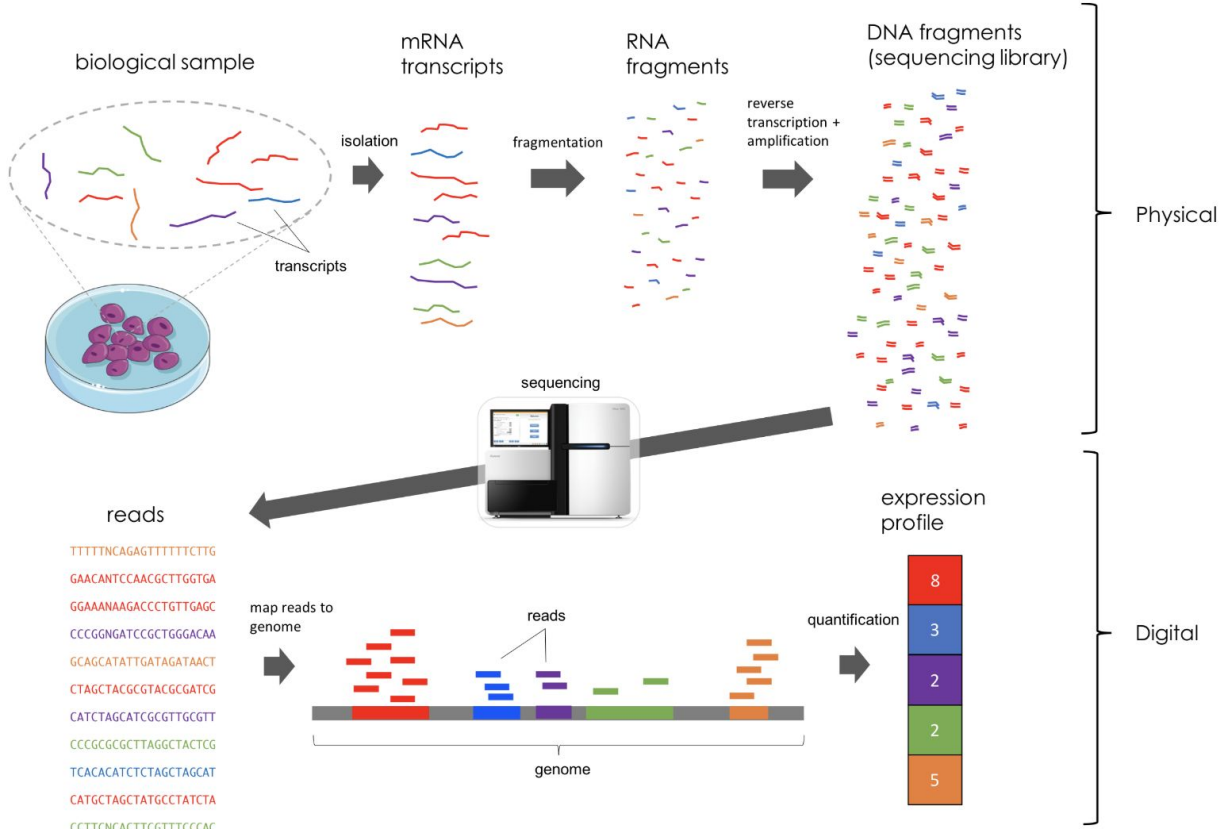 biological sample
transcripts
isolation
mRNA
transcripts
fragmentation
RNA
fragments
reverse
transcription +
amplification
DNA fragments
(sequencing library)
Physical
sequencing
reads
TTTTTNCAGAGTTTTTTCTTG
GAACANTCCAACGCTTGGTGA
GGAAANAAGACCCTGTTGAGC
CCCGGNGATCCGCTGGGACAA
GCAGCATATTGATAGATAACT
CTAGCTACGCGTACGCGATCG
CATCTAGCATCGCGTTGCGTT
CCCGCGCGCTTAGGCTACTCG
TCACACATCTCTAGCTAGCAT
CATGCTAGCTATGCCTATCTA
CCTTCNCACTTCGTTTCCCAC
map reads to
genome
reads
genome
quantification
expression
profile
8
3
2
2
5
Digital